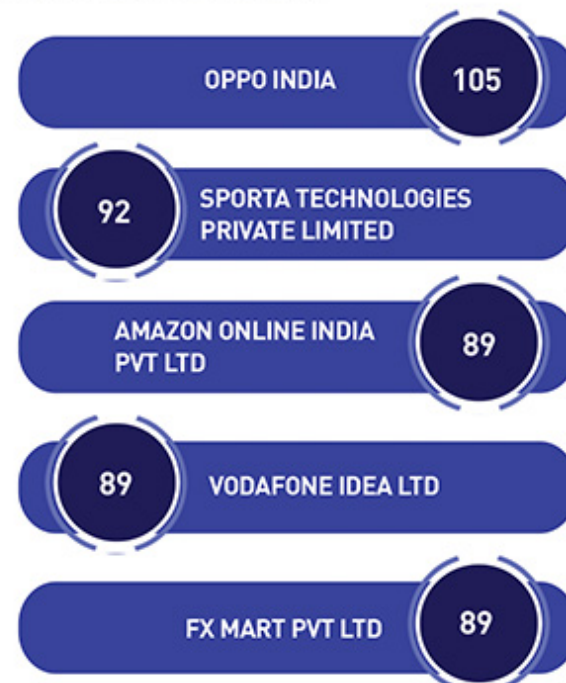 OPPO INDIA
105
92
SPORTA TECHNOLOGIES
PRIVATE LIMITED
AMAZON ONLINE INDIA
PVT LTD
89
89
VODAFONE IDEA LTD
FX MART PVT LTD
89